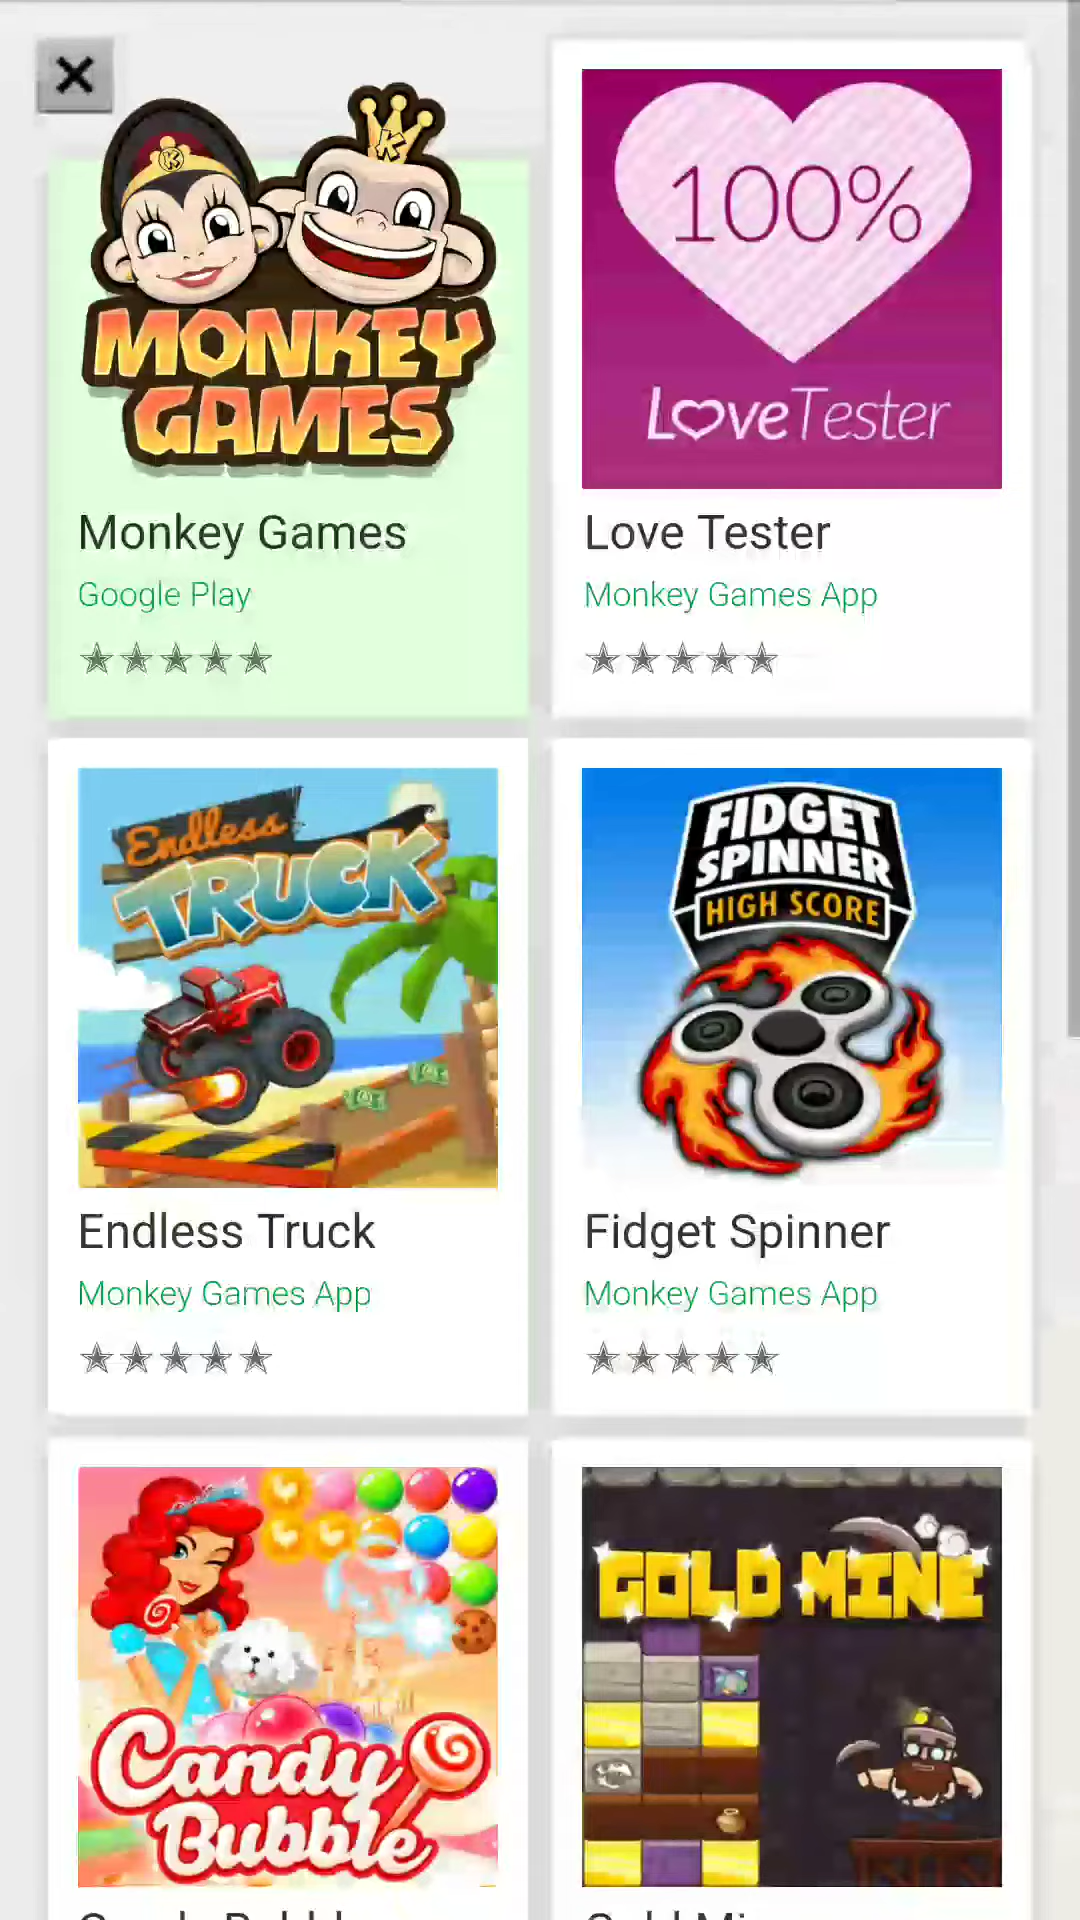 MONKEY
GAMES
Monkey Games
Google Play
100%
LoveTester
Love Tester
Monkey Games App
Endless
TRUCK
Endless Truck
Monkey Games App
FIDGET
SPINNER
HIGH SCORE
Fidget Spinner
Monkey Games App
Candy
Bubble
GOLD MINE